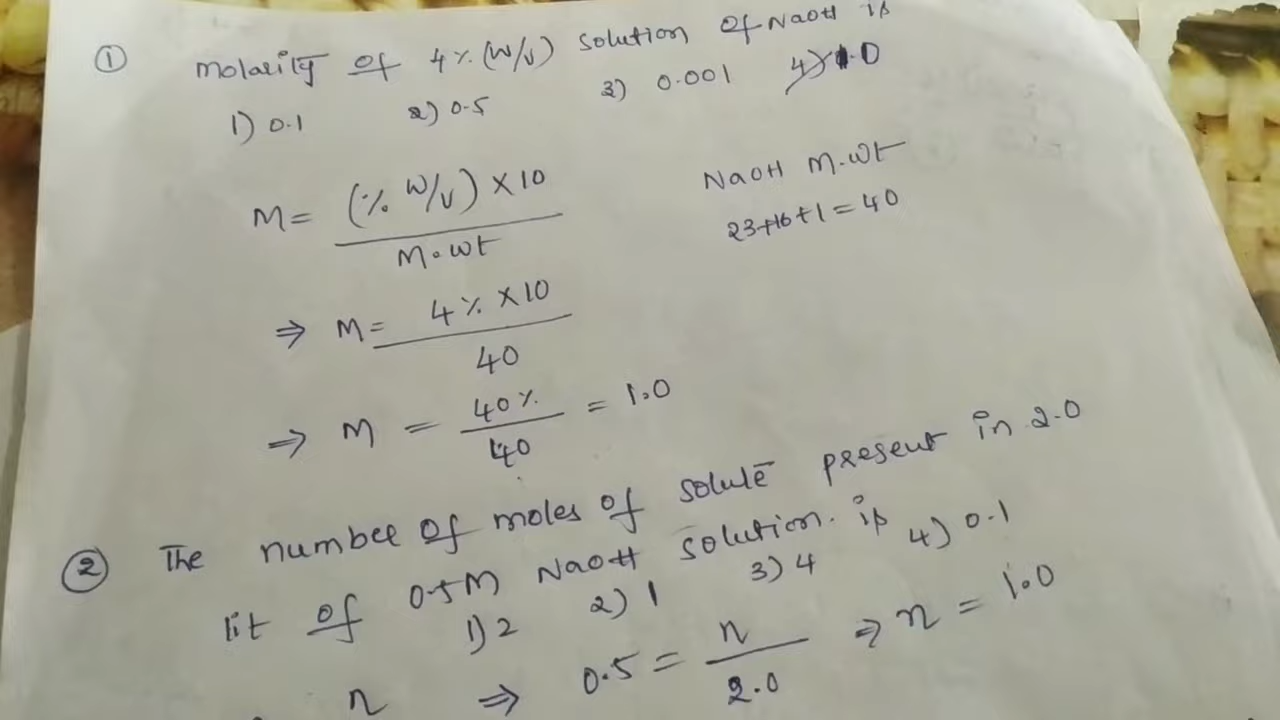 ① Molarity of 4% (W/V) solution of NaOH is
1) 0.1 2) 0.5 3) 0.001 4) 1.0
M = (% W/V) × 10 / M.wt
NaOH M.wt
23+16+1 = 40
⇒ M = 4% × 10 / 40
⇒ M = 40% / 40 = 1.0
② The number of moles of solute present in 2.0
lit of 0.5M NaOH solution. is
1) 2 2) 1 3) 4 4) 0.1
n ⇒ 0.5 = n / 2.0 ⇒ n = 1.0